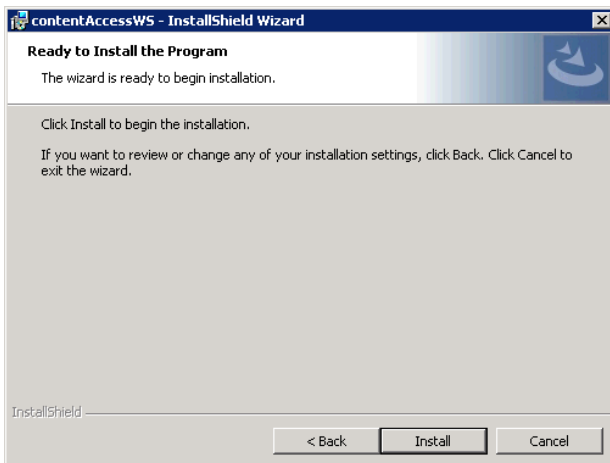 contentAccessWS - InstallShield Wizard
Ready to Install the Program
The wizard is ready to begin installation.
Click Install to begin the installation.
If you want to review or change any of your installation settings, click Back. Click Cancel to
exit the wizard.
InstallShield
< Back Install Cancel